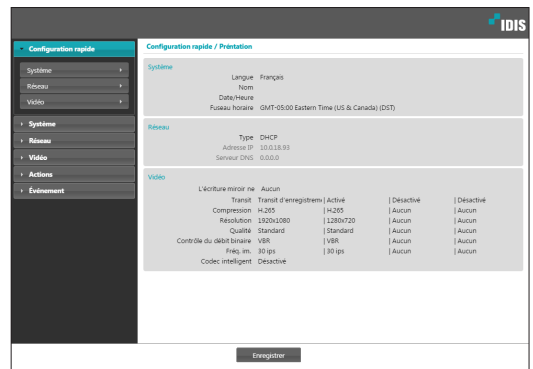 IDIS
Configuration rapide
Système
Réseau
Vidéo
Système
Réseau
Vidéo
Actions
Événement
Configuration rapide / Préntation
Système
Langue Français
Nom
Date/Heure
Fuseau horaire GMT-05:00 Eastern Time (US & Canada) (DST)
Réseau
Type DHCP
Adresse IP 10.0.18.93
Serveur DNS 0.0.0.0
Vidéo
L'écriture miroir ne Aucun
Transit Transit d'enregistrem | Activé | Désactivé | Désactivé
Compression H.265 | H.265 | Aucun | Aucun
Résolution 1920x1080 | 1280x720 | Aucun | Aucun
Qualité Standard | Standard | Aucun | Aucun
Contrôle du débit binaire VBR | VBR | Aucun | Aucun
Fréq. im. 30 ips | 30 ips | Aucun | Aucun
Codec intelligent Désactivé
Enregistrer